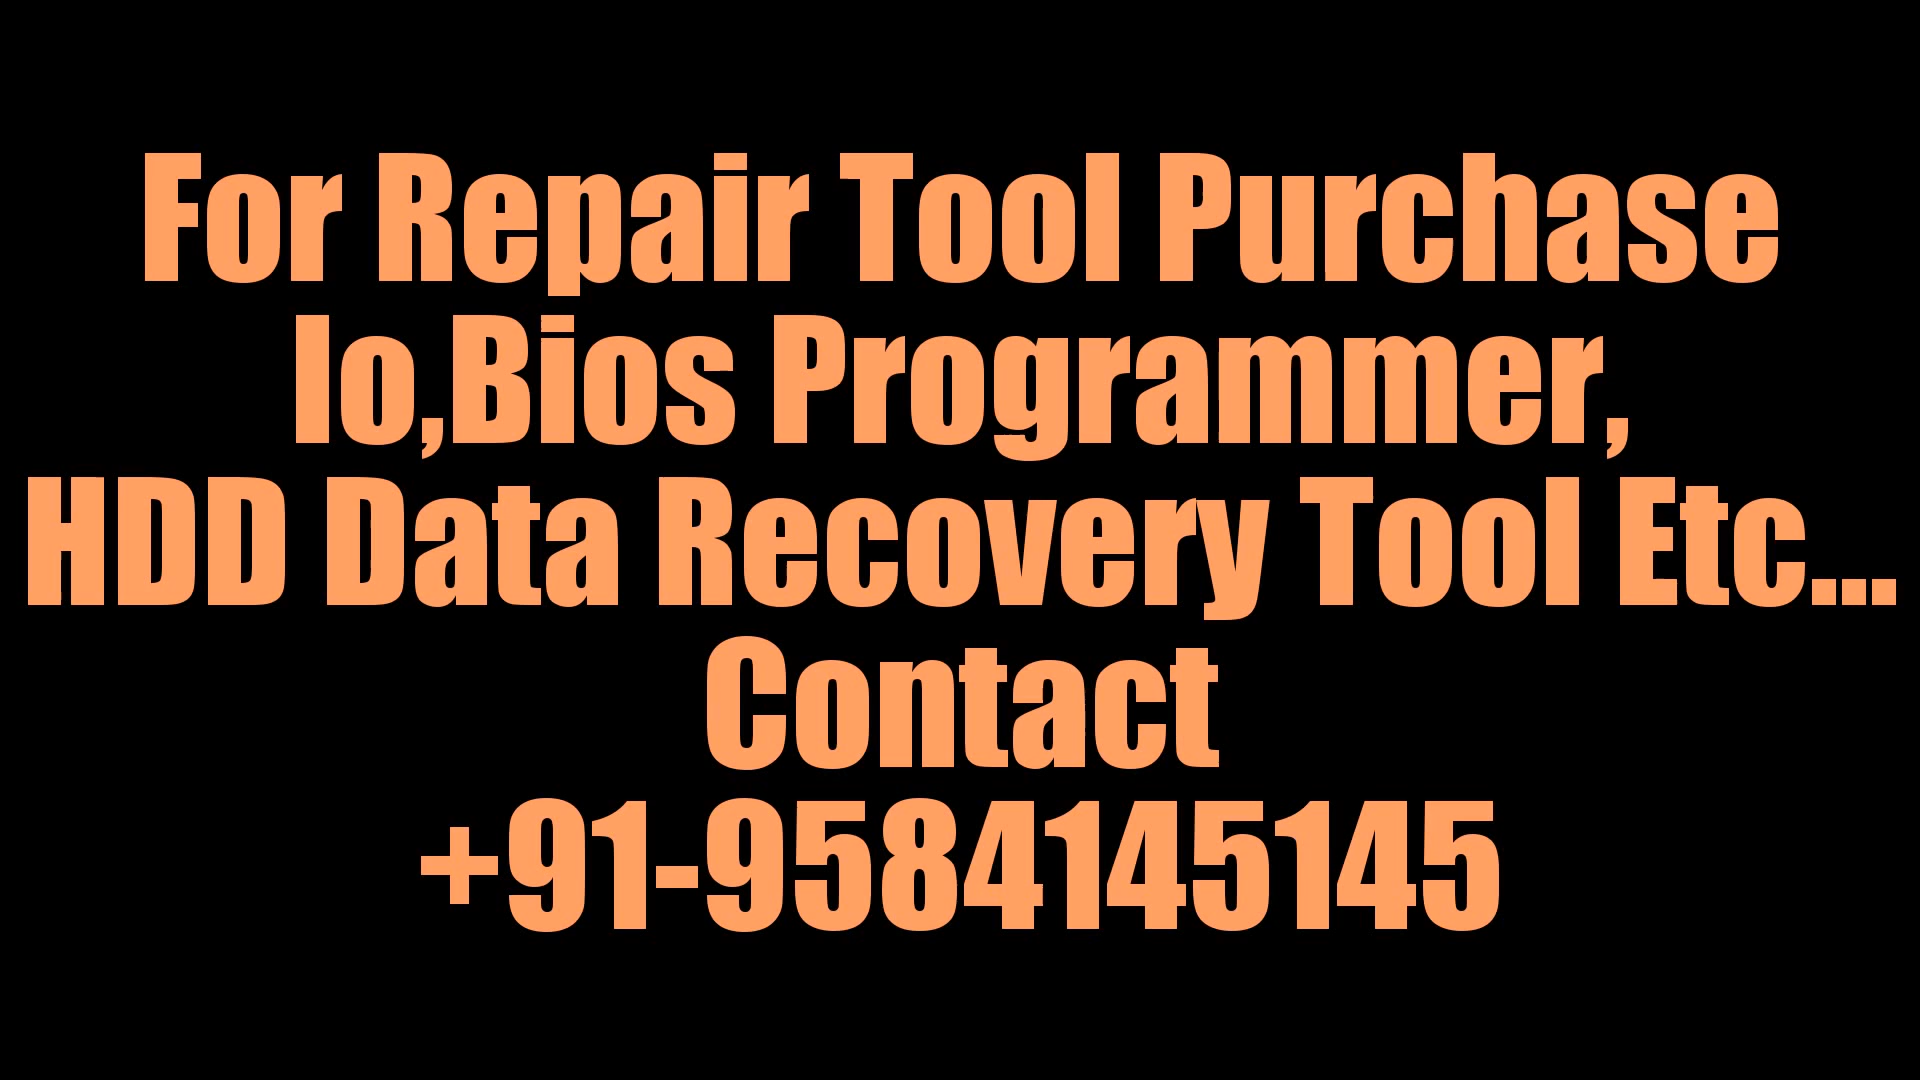 For Repair Tool Purchase
Io,Bios Programmer,
HDD Data Recovery Tool Etc...
Contact
+91-9584145145